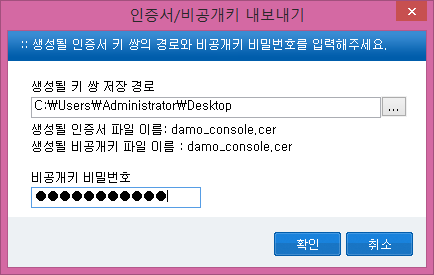 인증서/비공개키 내보내기
:: 생성될 인증서 키 쌍의 경로와 비공개키 비밀번호를 입력해주세요.
생성될 키 쌍 저장 경로
C:₩Users₩Administrator₩Desktop
...
생성될 인증서 파일 이름: damo_console.cer
생성될 비공개키 파일 이름 : damo_console.cer
비공개키 비밀번호
●●●●●●●●●●●
확인
취소